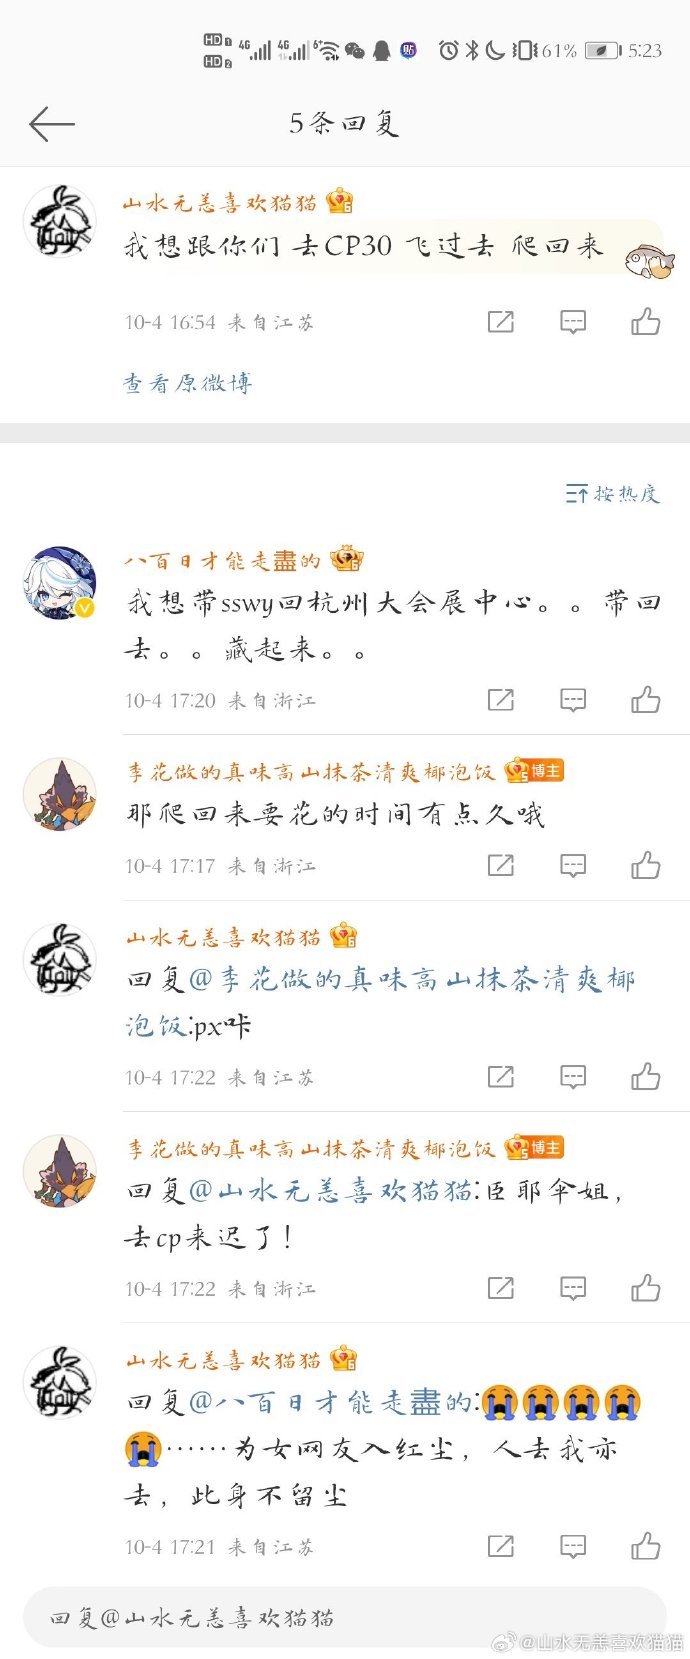 HD 1 4G 4G 6+ 61% 5:23
HD 2
5条回复
山水无恙喜欢猫猫 6
我想跟你们 去CP30 飞过去 爬回来
10-4 16:54 来自江苏
查看原微博
按热度
八百日才能走盡的
我想带sswy回杭州大会展中心。。带回
去。。藏起来。。
10-4 17:20 来自浙江
李花做的真味高山抹茶清爽椰泡饭 5 博主
那爬回来要花的时间有点久哦
10-4 17:17 来自浙江
山水无恙喜欢猫猫 6
回复@李花做的真味高山抹茶清爽椰
泡饭:px咔
10-4 17:22 来自江苏
李花做的真味高山抹茶清爽椰泡饭 5 博主
回复@山水无恙喜欢猫猫:臣耶伞姐，
去cp来迟了！
10-4 17:22 来自浙江
山水无恙喜欢猫猫 6
回复@八百日才能走盡的:😭😭😭😭
😭……为女网友入红尘，人去我亦
去，此身不留尘
10-4 17:21 来自江苏
回复@山水无恙喜欢猫猫
@山水无恙喜欢猫猫